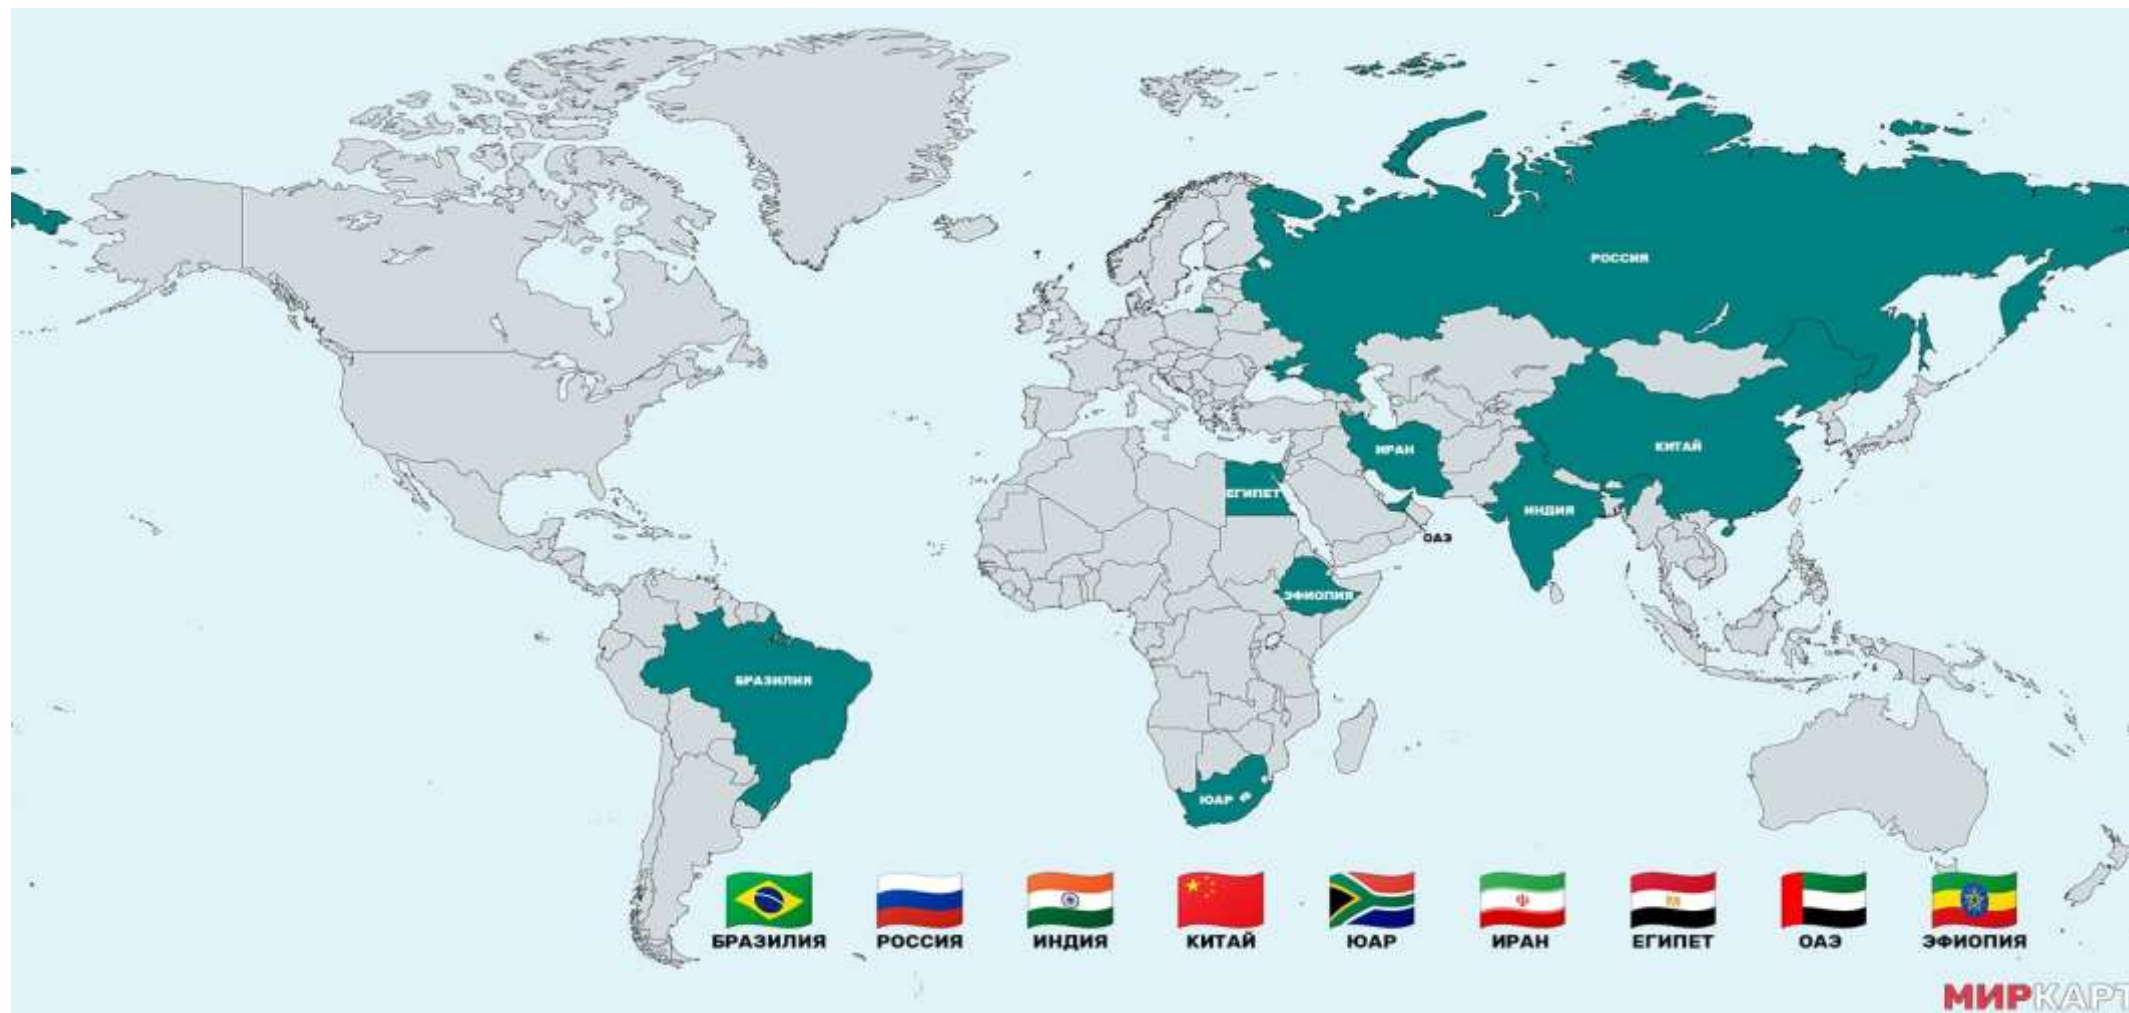 РОССИЯ
КИТАЙ
ИРАН
ЕГИПЕТ
ИНДИЯ
ОАЭ
ЭФИОПИЯ
БРАЗИЛИЯ
ЮАР
БРАЗИЛИЯ РОССИЯ ИНДИЯ КИТАЙ ЮАР ИРАН ЕГИПЕТ ОАЭ ЭФИОПИЯ
МИРКАРТ